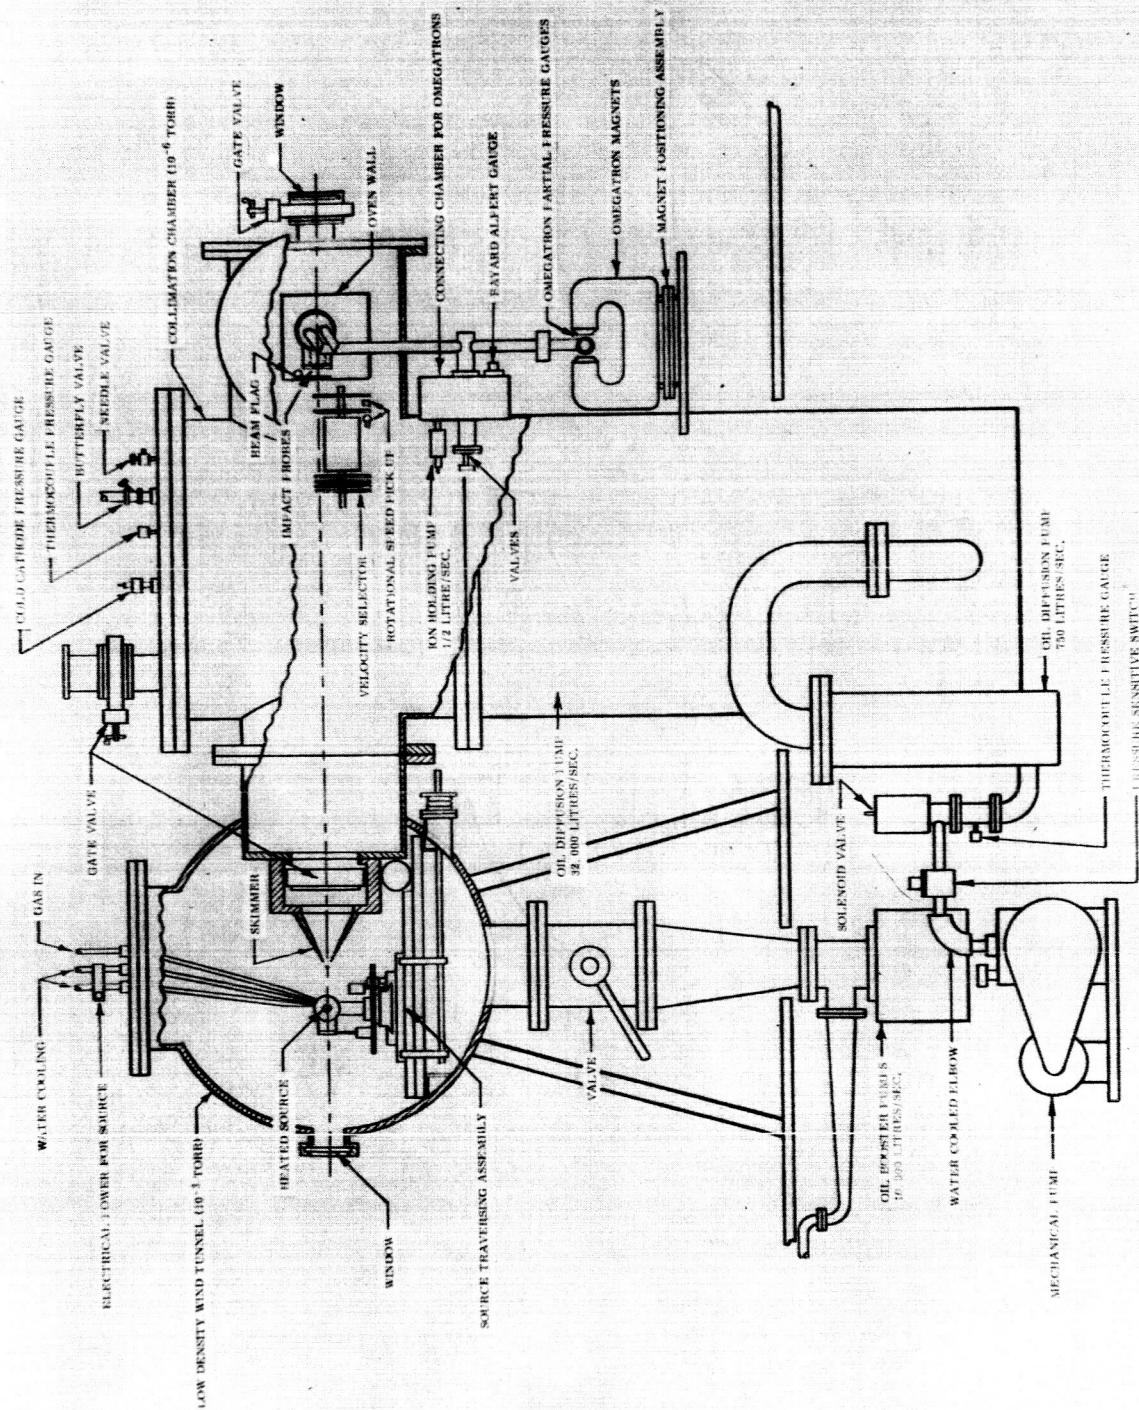 COLD CATHODE PRESSURE GAUGE
THERMOCOUPLE PRESSURE GAUGE
BUTTERFLY VALVE
NEEDLE VALVE
COLLIMATION CHAMBER (10⁻⁶ TORR)
GATE VALVE
WINDOW
OVEN WALL
CONNECTING CHAMBER FOR OMEGATRONS
BAYARD ALPERT GAUGE
OMEGATRON PARTIAL PRESSURE GAUGES
OMEGATRON MAGNETS
MAGNET POSITIONING ASSEMBLY
BEAM FLAG
IMPACT PROBES
VELOCITY SELECTOR
ROTATIONAL SPEED PICK UP
ION HOLDING PUMP
1/2 LITRE/SEC.
VALVES
GATE VALVE
SKIMMER
OIL DIFFUSION PUMP
32,000 LITRES/SEC.
OIL DIFFUSION PUMP
750 LITRES/SEC.
THERMOCOUPLE PRESSURE GAUGE
PRESSURE SENSITIVE SWITCH
SOLENOID VALVE
GAS IN
WATER COOLING
ELECTRICAL POWER FOR SOURCE
LOW DENSITY WIND TUNNEL (10⁻³ TORR)
HEATED SOURCE
WINDOW
SOURCE TRAVERSING ASSEMBLY
VALVE
OIL BOOSTER PUMPS
LITRES/SEC.
WATER COOLED ELBOW
MECHANICAL PUMP